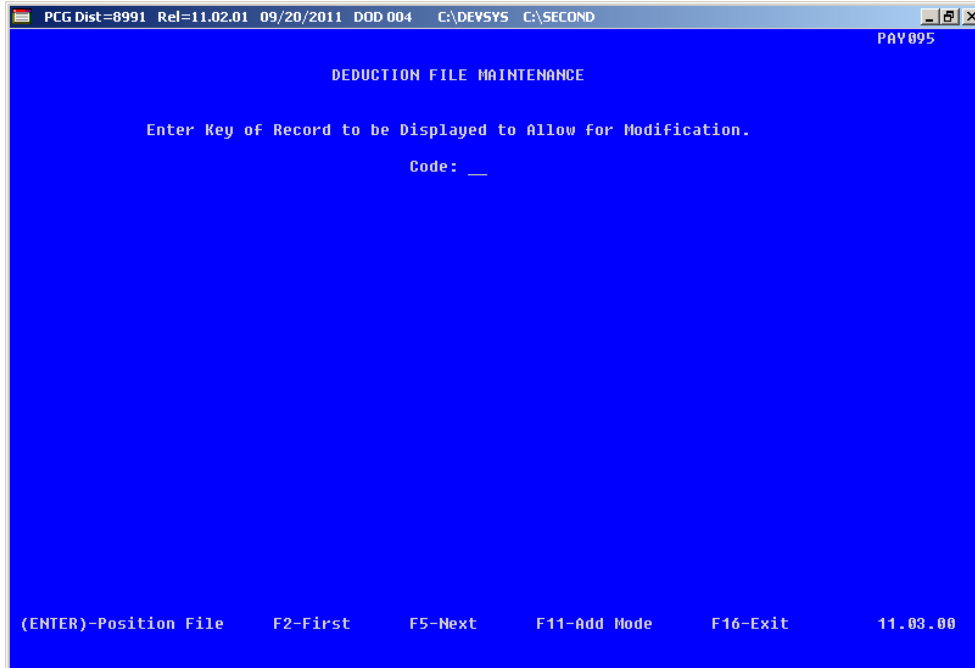 PCG Dist=8991 Rel=11.02.01 09/20/2011 DOD 004 C:\DEVSYS C:\SECOND
PAY095
DEDUCTION FILE MAINTENANCE
Enter Key of Record to be Displayed to Allow for Modification.
Code: __
(ENTER)-Position File F2-First F5-Next F11-Add Mode F16-Exit 11.03.00